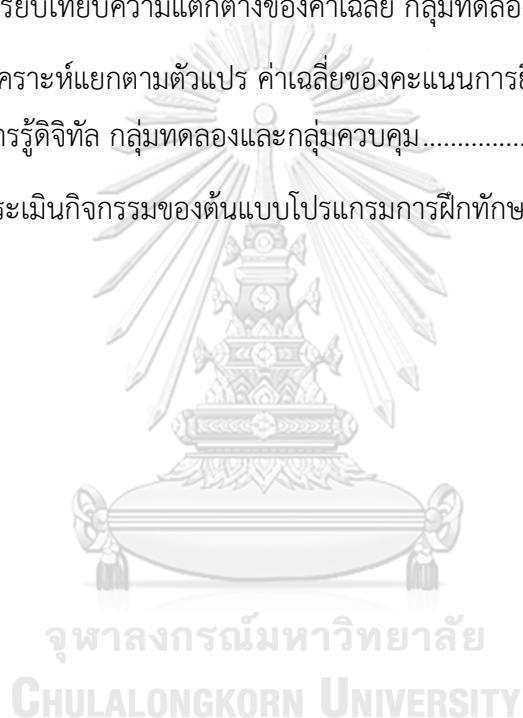 รียบเทียบความแตกต่างของค่าเฉลี่ย กลุ่มทดลอง
คราะห์แยกตามตัวแปร ค่าเฉลี่ยของคะแนนการยิ
ารรู้ดิจิทัล กลุ่มทดลองและกลุ่มควบคุม................
ระเมินกิจกรรมของต้นแบบโปรแกรมการฝึกทักษ
จุฬาลงกรณ์มหาวิทยาลัย
CHULALONGKORN UNIVERSITY